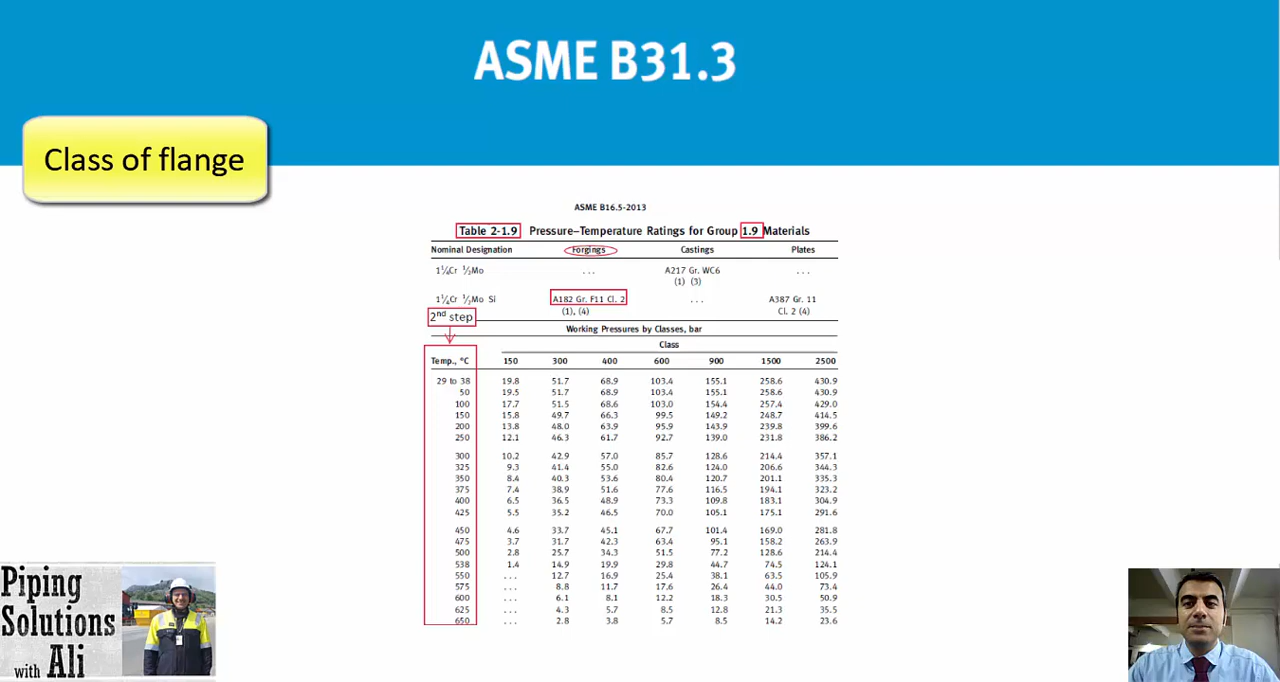 ASME B31.3
Class of flange
ASME B16.5-2013
Table 2-1.9 Pressure–Temperature Ratings for Group 1.9 Materials
Nominal Designation Forgings Castings Plates
1¼Cr ½Mo ... A217 Gr. WC6 ...
(1) (3)
1¼Cr ½Mo Si A182 Gr. F11 Cl. 2 ... A387 Gr. 11
(1), (4) Cl. 2 (4)
2nd step
Working Pressures by Classes, bar
Class
Temp., °C 150 300 400 600 900 1500 2500
29 to 38 19.8 51.7 68.9 103.4 155.1 258.6 430.9
50 19.5 51.7 68.9 103.4 155.1 258.6 430.9
100 17.7 51.5 68.6 103.0 154.4 257.4 429.0
150 15.8 49.7 66.3 99.5 149.2 248.7 414.5
200 13.8 48.0 63.9 95.9 143.9 239.8 399.6
250 12.1 46.3 61.7 92.7 139.0 231.8 386.2
300 10.2 42.9 57.0 85.7 128.6 214.4 357.1
325 9.3 41.4 55.0 82.6 124.0 206.6 344.3
350 8.4 40.3 53.6 80.4 120.7 201.1 335.3
375 7.4 38.9 51.6 77.6 116.5 194.1 323.2
400 6.5 36.5 48.9 73.3 109.8 183.1 304.9
425 5.5 35.2 46.5 70.0 105.1 175.1 291.6
450 4.6 33.7 45.1 67.7 101.4 169.0 281.8
475 3.7 31.7 42.3 63.4 95.1 158.2 263.9
500 2.8 25.7 34.3 51.5 77.2 128.6 214.4
538 1.4 14.9 19.9 29.8 44.7 74.5 124.1
550 ... 12.7 16.9 25.4 38.1 63.5 105.9
575 ... 8.8 11.7 17.6 26.4 44.0 73.4
600 ... 6.1 8.1 12.2 18.3 30.5 50.9
625 ... 4.3 5.7 8.5 12.8 21.3 35.5
650 ... 2.8 3.8 5.7 8.5 14.2 23.6
Piping
Solutions
with Ali